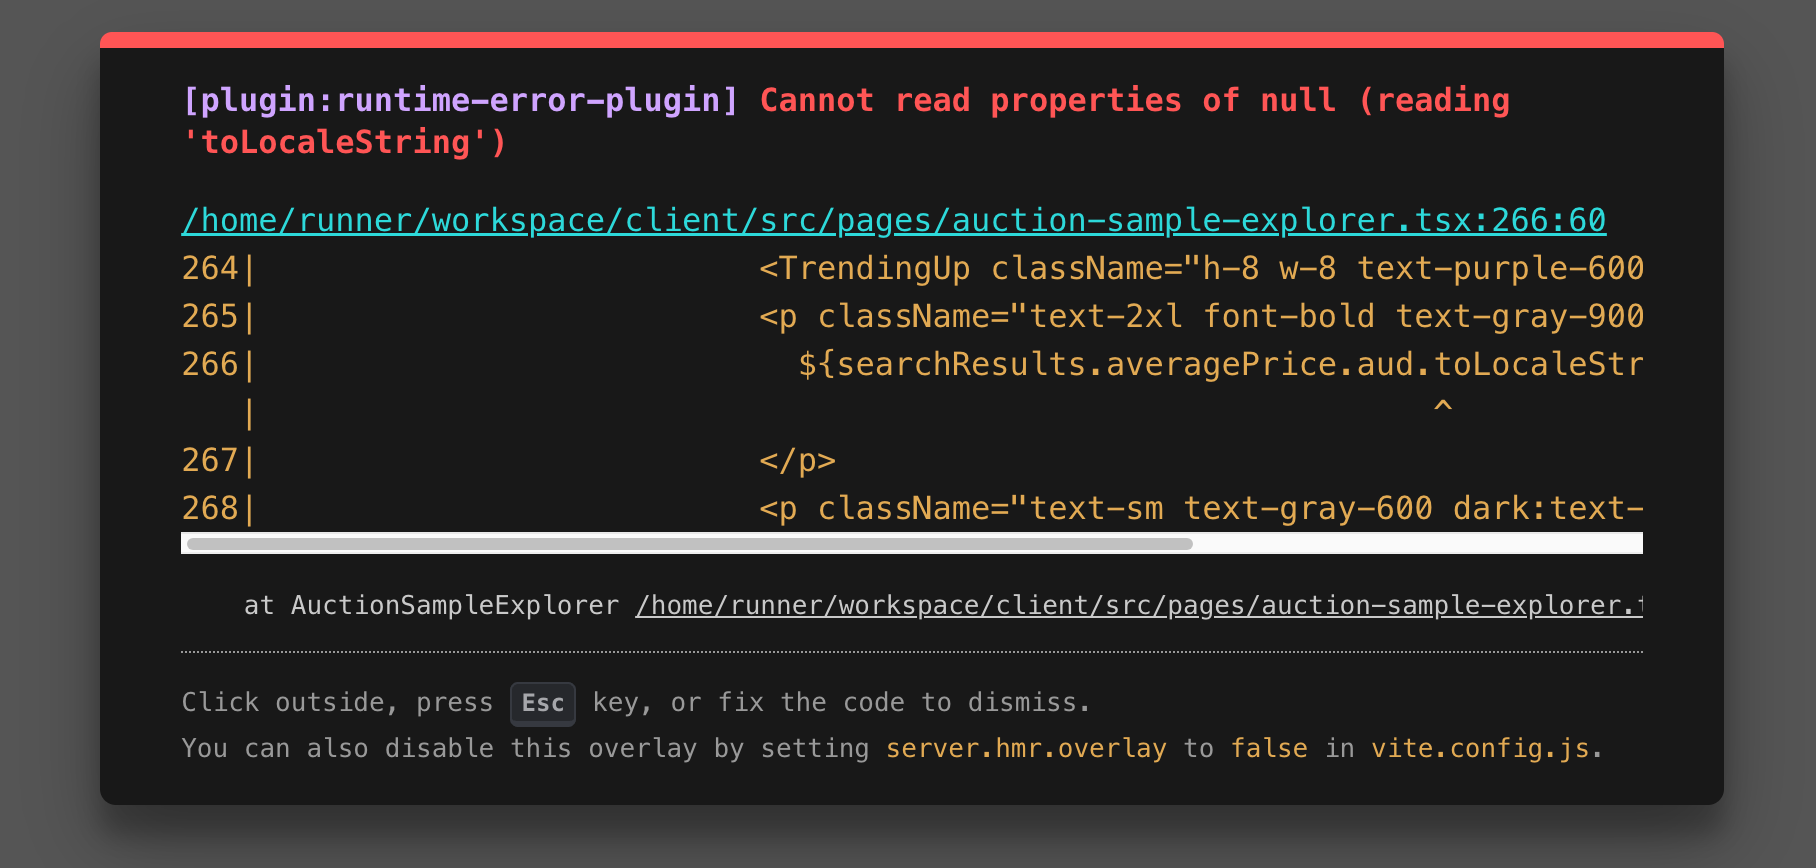 [plugin:runtime-error-plugin] Cannot read properties of null (reading
'toLocaleString')
/home/runner/workspace/client/src/pages/auction-sample-explorer.tsx:266:60
264|                          <TrendingUp className="h-8 w-8 text-purple-600
265|                          <p className="text-2xl font-bold text-gray-900
266|                            ${searchResults.averagePrice.aud.toLocaleStr
   |                                                             ^
267|                          </p>
268|                          <p className="text-sm text-gray-600 dark:text-
at AuctionSampleExplorer /home/runner/workspace/client/src/pages/auction-sample-explorer.
Click outside, press Esc key, or fix the code to dismiss.
You can also disable this overlay by setting server.hmr.overlay to false in vite.config.js.